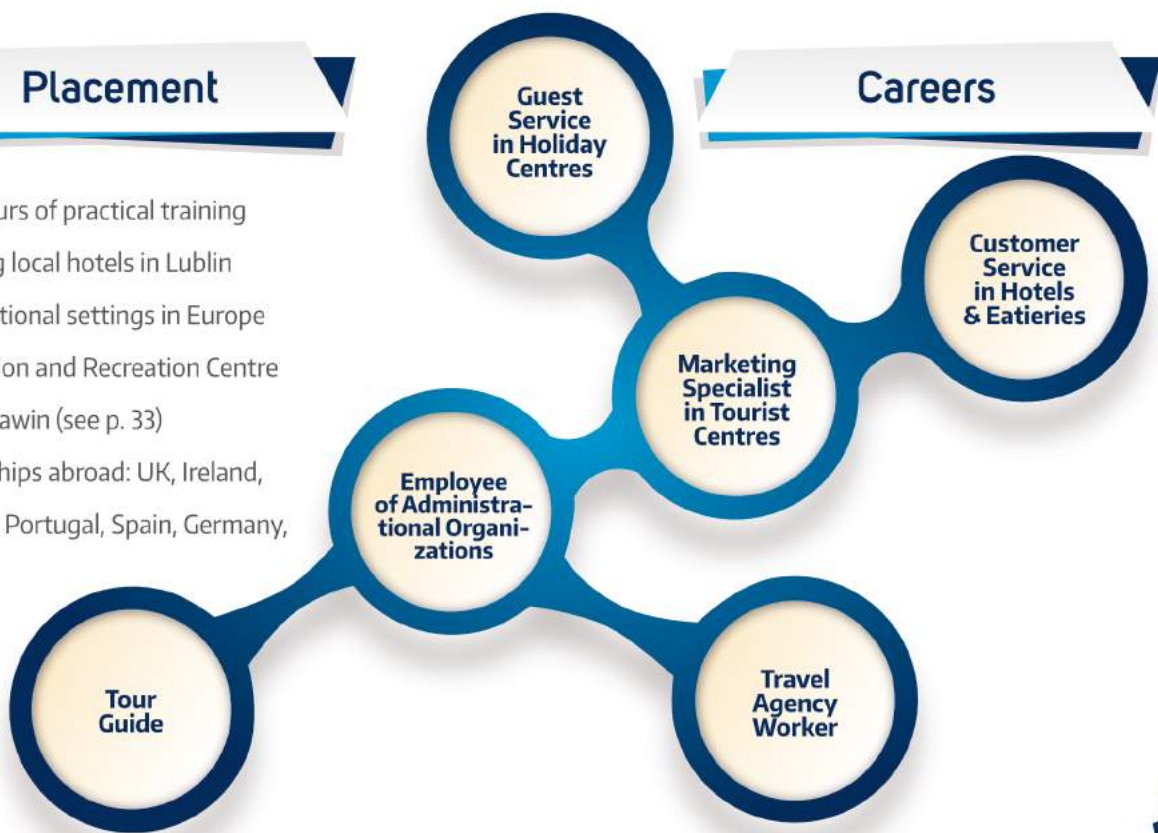 Placement
urs of practical training
g local hotels in Lublin
tional settings in Europe
ion and Recreation Centre
awin (see p. 33)
hips abroad: UK, Ireland,
Portugal, Spain, Germany,
Careers
Guest
Service
in Holiday
Centres
Customer
Service
in Hotels
& Eatieries
Marketing
Specialist
in Tourist
Centres
Employee
of Administra-
tional Organi-
zations
Tour
Guide
Travel
Agency
Worker